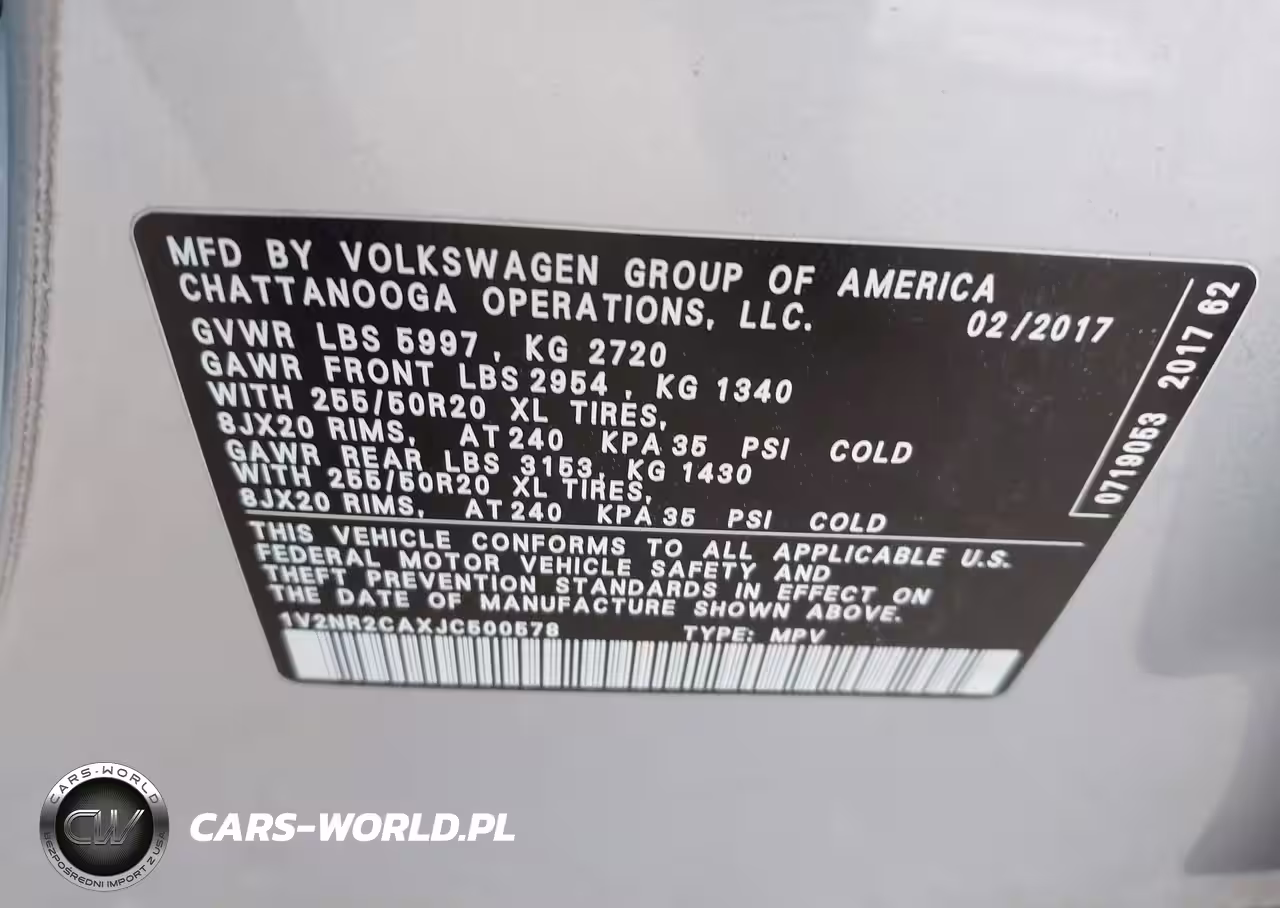 MFD BY VOLKSWAGEN GROUP OF AMERICA
CHATTANOOGA OPERATIONS, LLC.
02/2017
GVWR LBS 5997, KG 2720
GAWR FRONT LBS 2954, KG 1340
WITH 255/50R20 XL TIRES,
8JX20 RIMS, AT 240 KPA 35 PSI COLD
GAWR REAR LBS 3153, KG 1430
WITH 255/50R20 XL TIRES,
8JX20 RIMS, AT 240 KPA 35 PSI COLD
THIS VEHICLE CONFORMS TO ALL APPLICABLE U.S.
FEDERAL MOTOR VEHICLE SAFETY AND
THEFT PREVENTION STANDARDS IN EFFECT ON
THE DATE OF MANUFACTURE SHOWN ABOVE.
1V2NR2CAXJC500578 TYPE: MPV
0719053 2017 62
CARS-WORLD
CW
BEZPOŚREDNI IMPORT Z USA
CARS-WORLD.PL